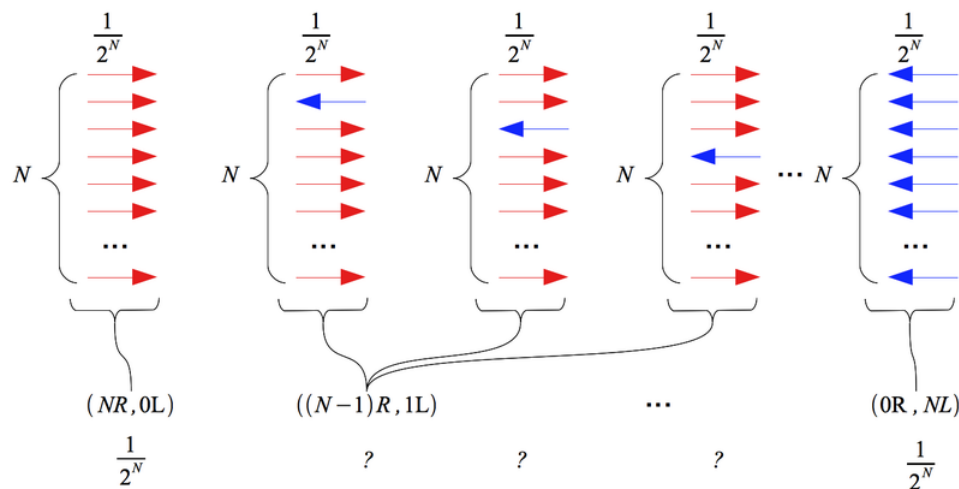 1/2^N 1/2^N 1/2^N 1/2^N 1/2^N
N N N N ... N
... ... ... ... ...
(NR,0L) ((N−1)R,1L) ... (0R,NL)
1/2^N ? ? ? 1/2^N